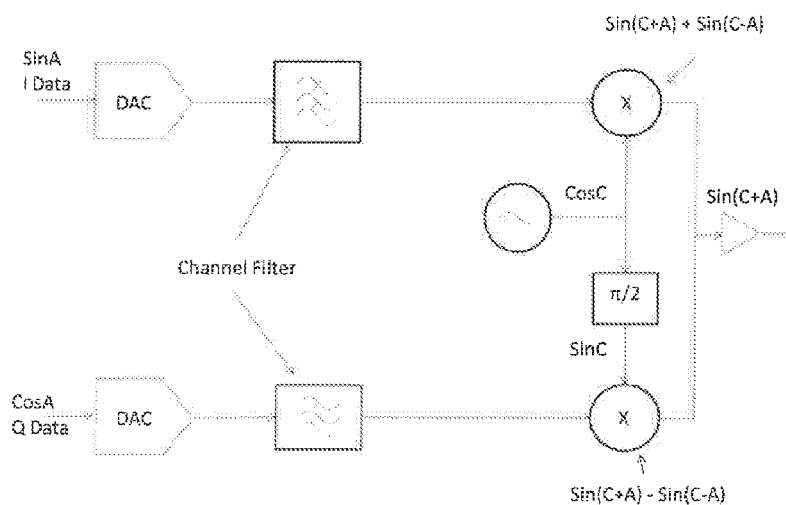 Sin(C+A) + Sin(C-A)
SinA
I Data
DAC
X
CosC
Sin(C+A)
Channel Filter
π/2
SinC
CosA
Q Data
DAC
X
Sin(C+A) - Sin(C-A)